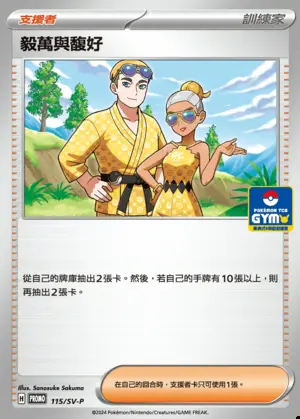 支援者
訓練家
毅萬與馥好
POKÉMON TCG
GYM
從自己的牌庫抽出2張卡。然後,若自己的手牌有10張以上,則
再抽出2張卡。
Illus. Sanosuke Sakuma
H PROMO 115/SV-P
在自己的回合時,支援者卡只可使用1張。
©2024 Pokémon/Nintendo/Creatures/GAME FREAK.